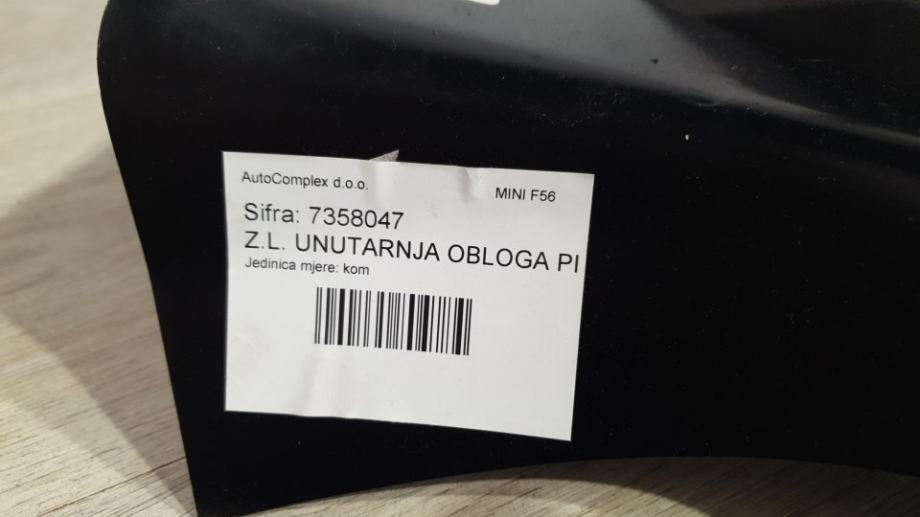 AutoComplex d.o.o.
MINI F56
Sifra: 7358047
Z.L. UNUTARNJA OBLOGA PI
Jedinica mjere: kom